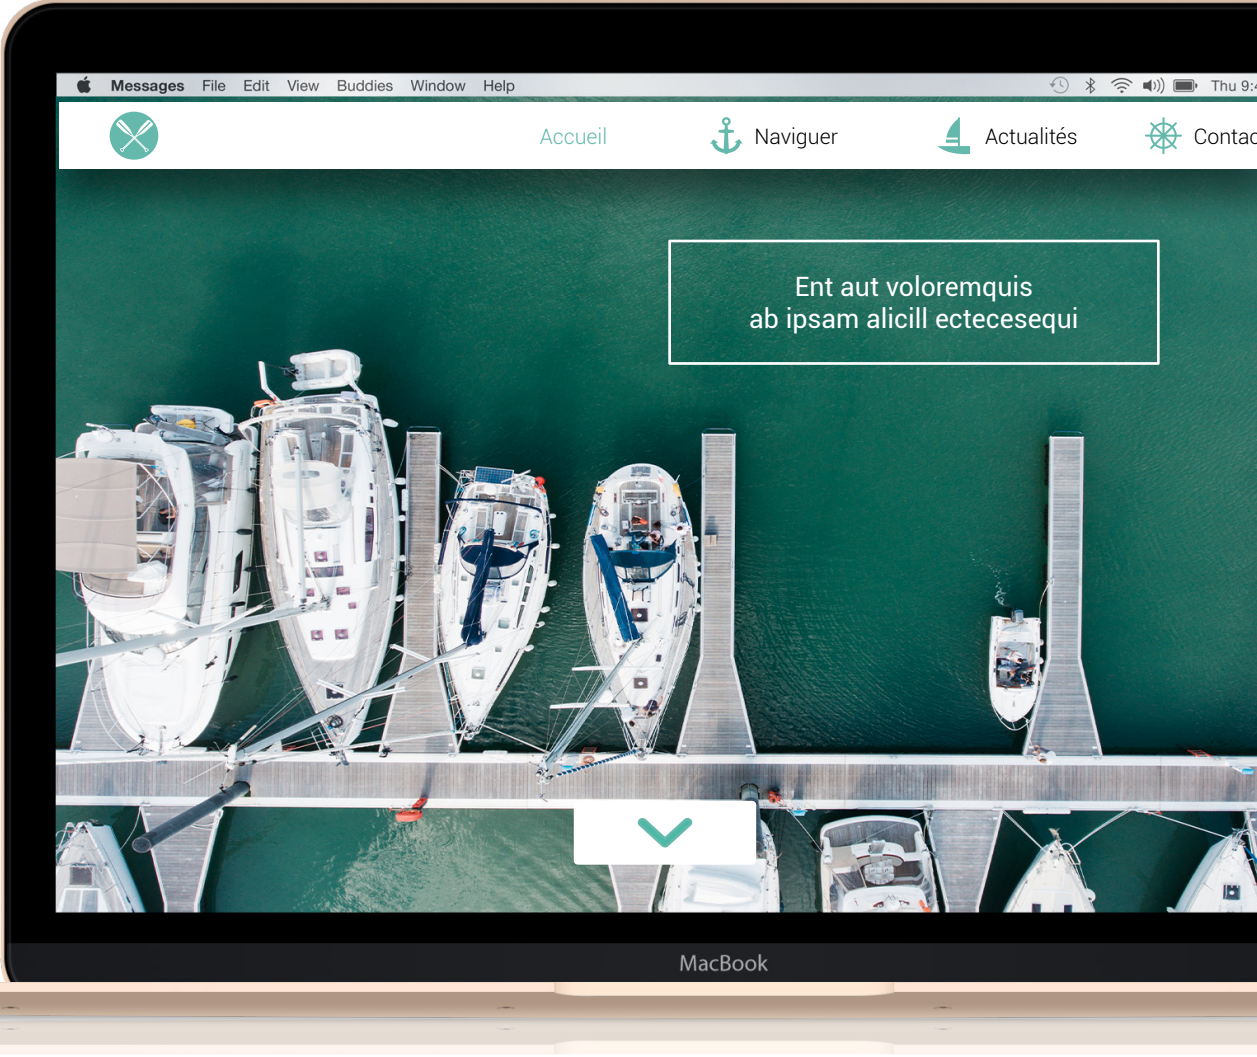 Messages File Edit View Buddies Window Help Thu 9:4
Accueil Naviguer Actualités Contac
Ent aut voloremquis
ab ipsam alicill ectecesequi
MacBook